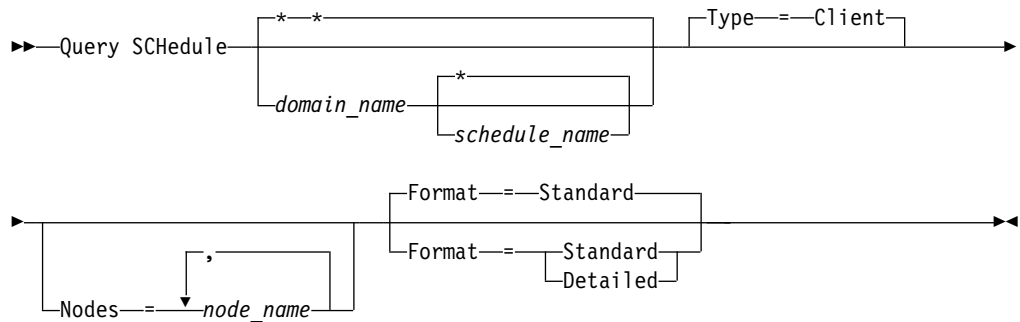 * *
Type = Client
Query SCHedule
*
domain_name
schedule_name
Format = Standard
Format = Standard
Detailed
,
Nodes = node_name